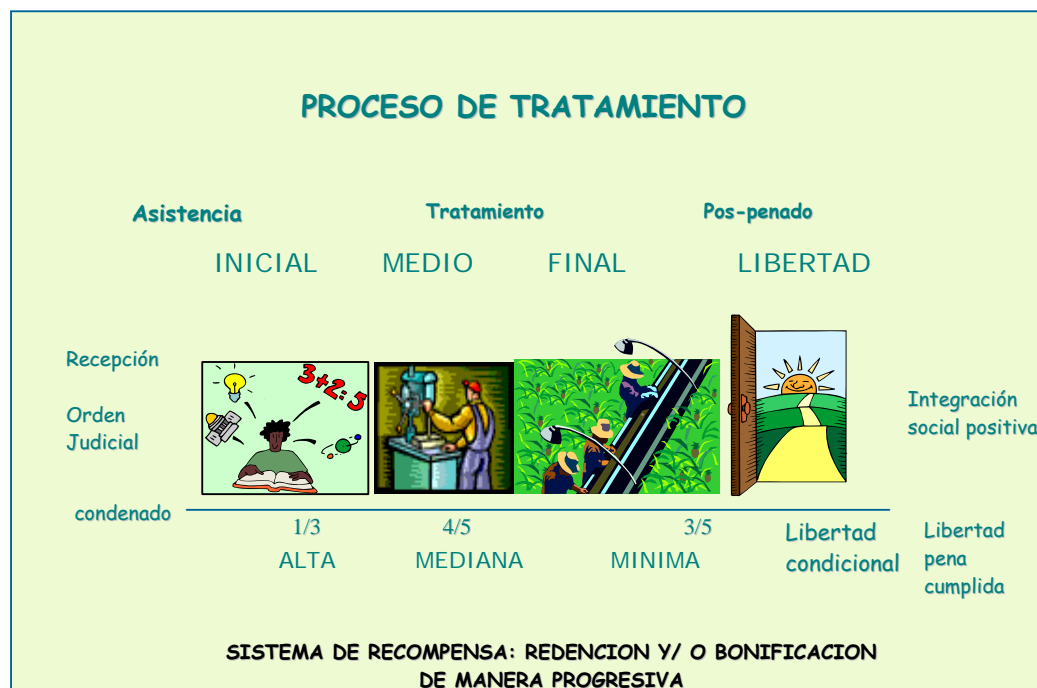 PROCESO DE TRATAMIENTO
Asistencia
Tratamiento
Pos-penado
INICIAL
MEDIO
FINAL
LIBERTAD
Recepción
Orden
Judicial
3+2=5
Integración
social positiva
condenado
1/3
4/5
3/5
ALTA
MEDIANA
MINIMA
Libertad
condicional
Libertad
pena
cumplida
SISTEMA DE RECOMPENSA: REDENCION Y/ O BONIFICACION
DE MANERA PROGRESIVA